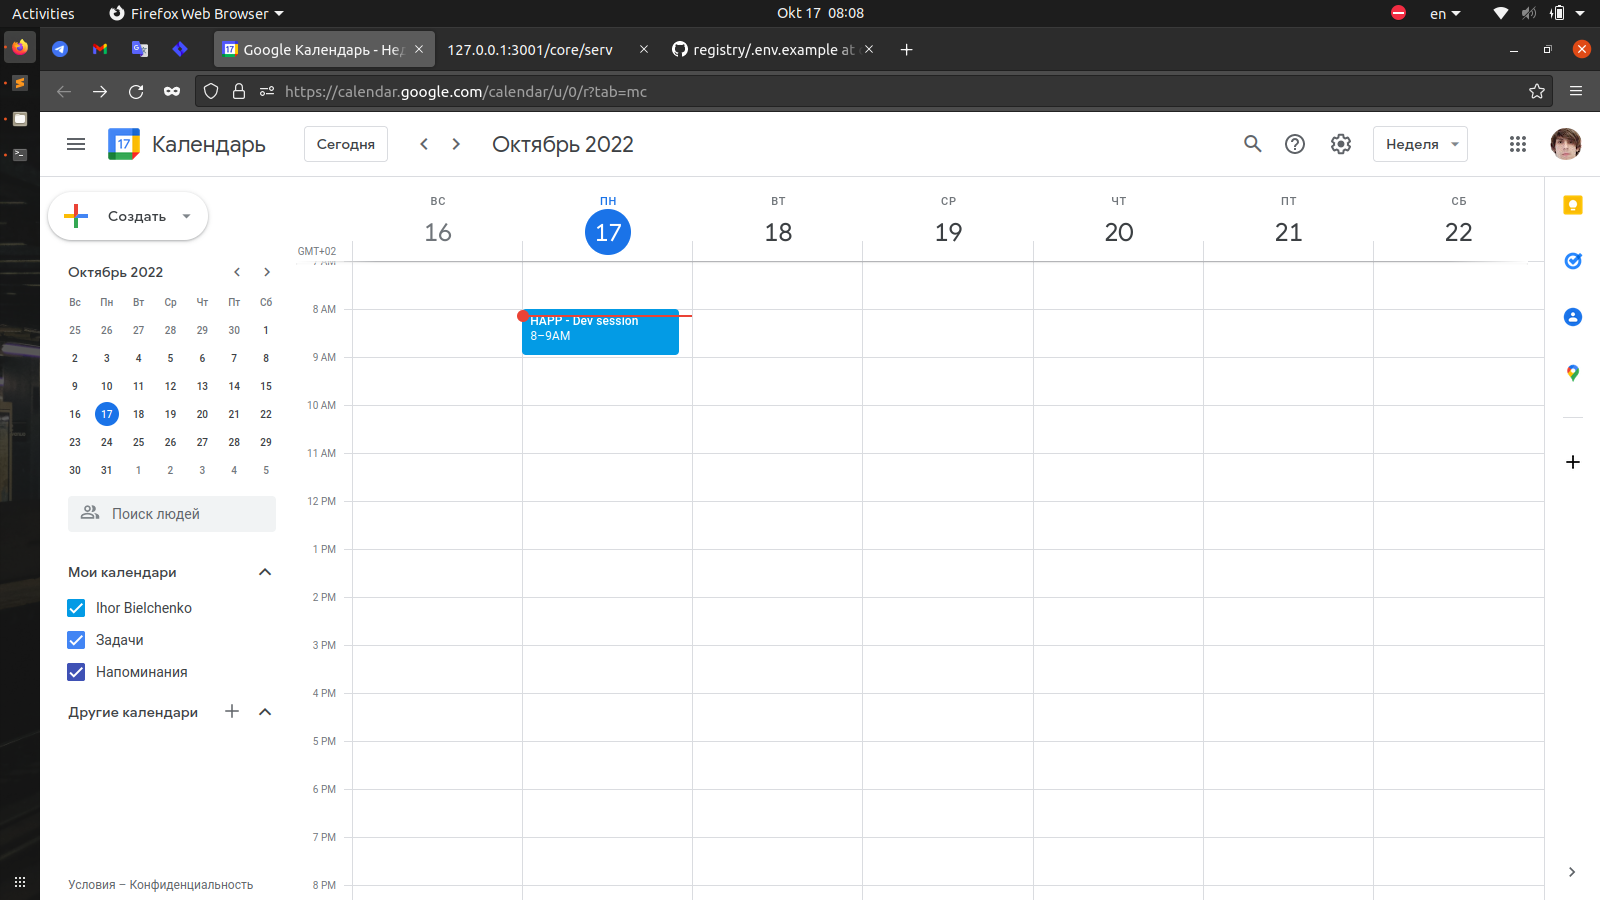 Activities
Firefox Web Browser
Okt 17 08:08
en
Google Календарь - Нед
127.0.0.1:3001/core/serv
registry/.env.example at
https://calendar.google.com/calendar/u/0/r?tab=mc
17
Календарь
Сегодня
Октябрь 2022
Неделя
Создать
ВС ПН ВТ СР ЧТ ПТ СБ
16 17 18 19 20 21 22
GMT+02
Октябрь 2022
Вс Пн Вт Ср Чт Пт Сб
25 26 27 28 29 30 1
2 3 4 5 6 7 8
9 10 11 12 13 14 15
16 17 18 19 20 21 22
23 24 25 26 27 28 29
30 31 1 2 3 4 5
Поиск людей
Мои календари
Ihor Bielchenko
Задачи
Напоминания
Другие календари
Условия – Конфиденциальность
7 AM
8 AM
HAPP - Dev session
8–9AM
9 AM
10 AM
11 AM
12 PM
1 PM
2 PM
3 PM
4 PM
5 PM
6 PM
7 PM
8 PM